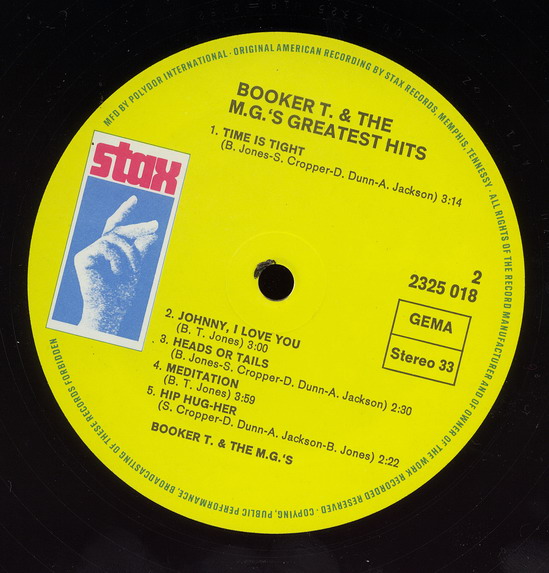 MFD BY POLYDOR INTERNATIONAL · ORIGINAL AMERICAN RECORDING BY STAX RECORDS, MEMPHIS, TENNESSY · ALL RIGHTS OF THE RECORD MANUFACTURER AND OF OWNER OF THE WORK RECORDED RESERVED · COPYING, PUBLIC PERFORMANCE, BROADCASTING OF THESE RECORDS FORBIDDEN
BOOKER T. & THE
M.G.'S GREATEST HITS
1. TIME IS TIGHT
(B. Jones-S. Cropper-D. Dunn-A. Jackson) 3:14
stax
2
2325 018
GEMA
Stereo 33
2. JOHNNY, I LOVE YOU
(B. T. Jones) 3:00
3. HEADS OR TAILS
(B. Jones-S. Cropper-D. Dunn-A. Jackson) 2:30
4. MEDITATION
(B. T. Jones) 3:59
5. HIP HUG-HER
(S. Cropper-D. Dunn-A. Jackson-B. Jones) 2:22
BOOKER T. & THE M.G.'S